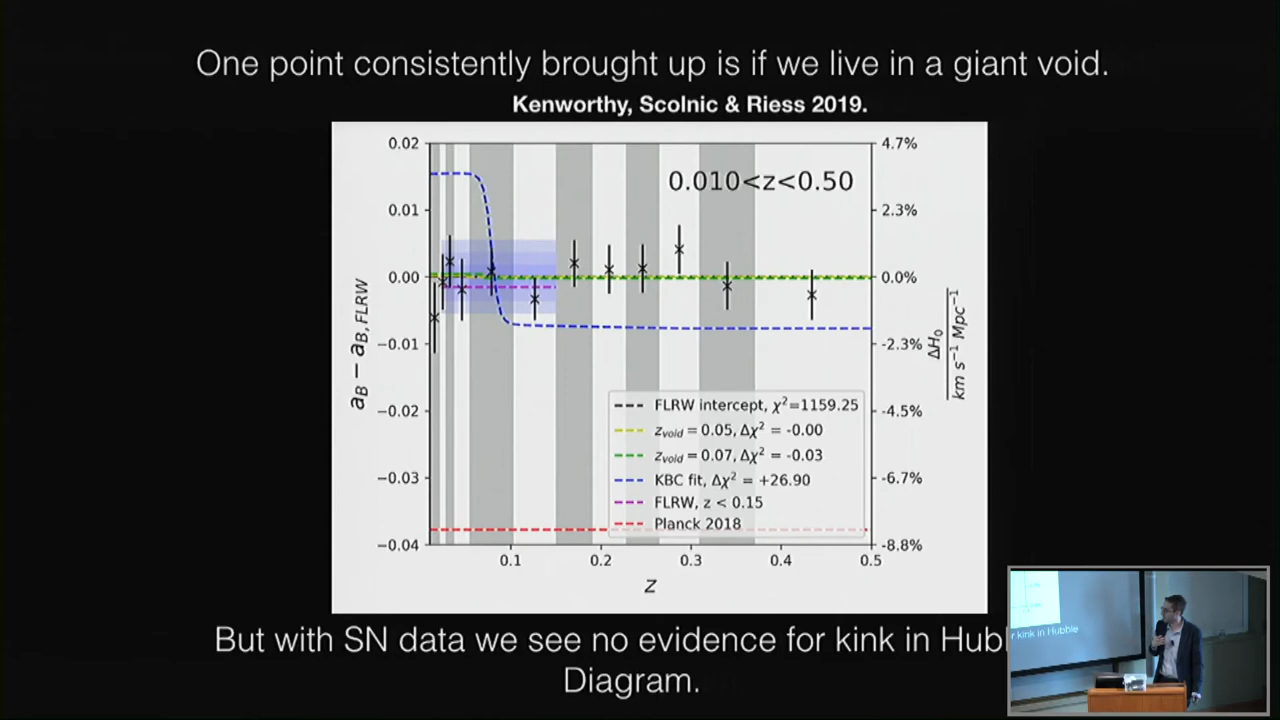 One point consistently brought up is if we live in a giant void.
Kenworthy, Scolnic & Riess 2019.
0.02
0.01
0.00
−0.01
−0.02
−0.03
−0.04
a_B − a_{B,FLRW}
0.010<z<0.50
4.7%
2.3%
0.0%
-2.3%
-4.5%
-6.7%
-8.8%
ΔH₀
km s⁻¹ Mpc⁻¹
FLRW intercept, χ²=1159.25
z_void = 0.05, Δχ² = -0.00
z_void = 0.07, Δχ² = -0.03
KBC fit, Δχ² = +26.90
FLRW, z < 0.15
Planck 2018
0.1 0.2 0.3 0.4 0.5
z
But with SN data we see no evidence for kink in Hubb
Diagram.
r kink in Hubble